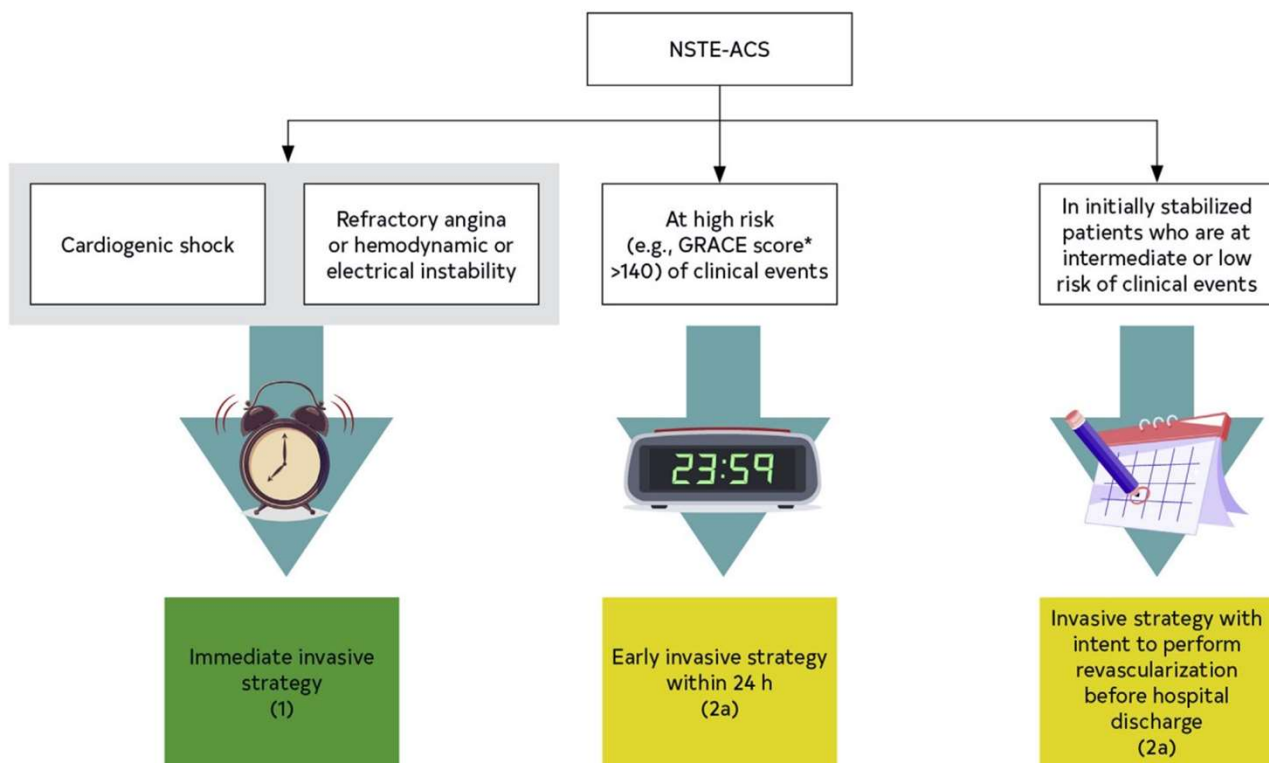 NSTE-ACS
Cardiogenic shock
Refractory angina
or hemodynamic or
electrical instability
At high risk
(e.g., GRACE score*
>140) of clinical events
In initially stabilized
patients who are at
intermediate or low
risk of clinical events
23:59
Immediate invasive
strategy
(1)
Early invasive strategy
within 24 h
(2a)
Invasive strategy with
intent to perform
revascularization
before hospital
discharge
(2a)